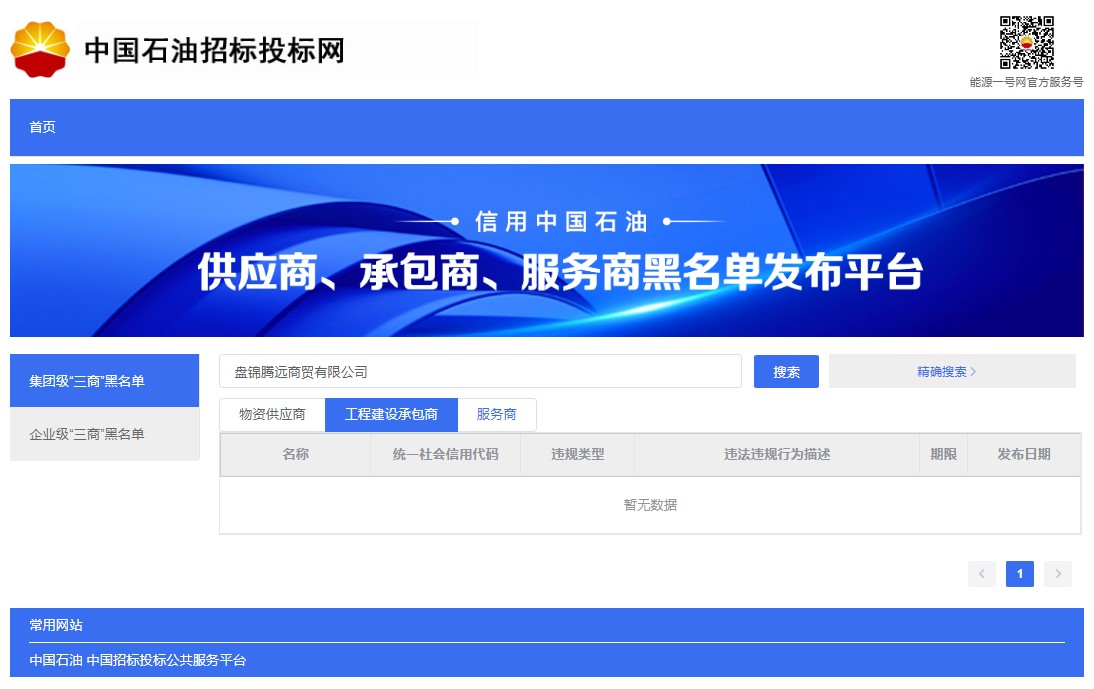 中国石油招标投标网
能源一号网官方服务号
首页
信用中国石油
供应商、承包商、服务商黑名单发布平台
集团级“三商”黑名单
企业级“三商”黑名单
盘锦腾远商贸有限公司
搜索
精确搜索
物资供应商
工程建设承包商
服务商
名称 统一社会信用代码 违规类型 违法违规行为描述 期限 发布日期
暂无数据
1
常用网站
中国石油 中国招标投标公共服务平台